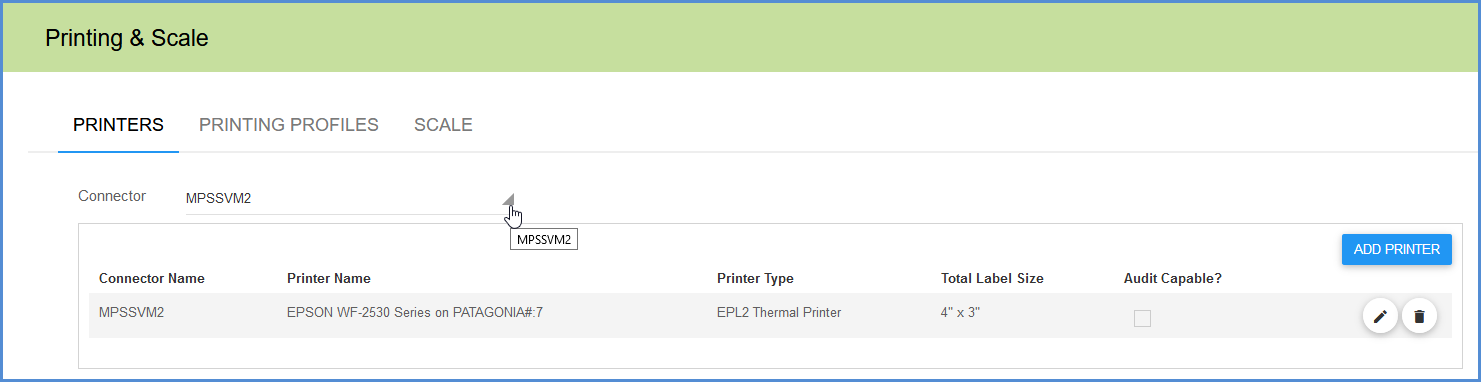 Printing & Scale
PRINTERS PRINTING PROFILES SCALE
Connector MPSSVM2
MPSSVM2
ADD PRINTER
Connector Name Printer Name Printer Type Total Label Size Audit Capable?
MPSSVM2 EPSON WF-2530 Series on PATAGONIA#:7 EPL2 Thermal Printer 4" x 3"